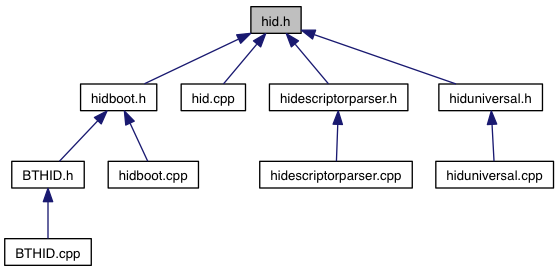 hid.h
hidboot.h
hid.cpp
hidescriptorparser.h
hiduniversal.h
BTHID.h
hidboot.cpp
hidescriptorparser.cpp
hiduniversal.cpp
BTHID.cpp